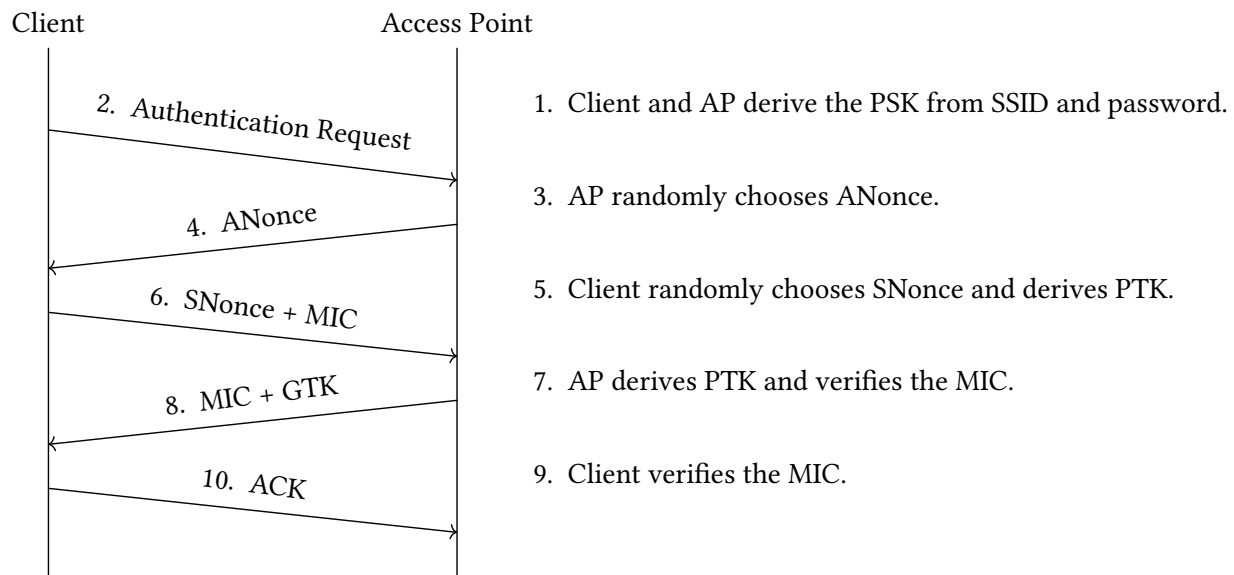 Client
Access Point
2. Authentication Request
1. Client and AP derive the PSK from SSID and password.
3. AP randomly chooses ANonce.
4. ANonce
5. Client randomly chooses SNonce and derives PTK.
6. SNonce + MIC
7. AP derives PTK and verifies the MIC.
8. MIC + GTK
9. Client verifies the MIC.
10. ACK